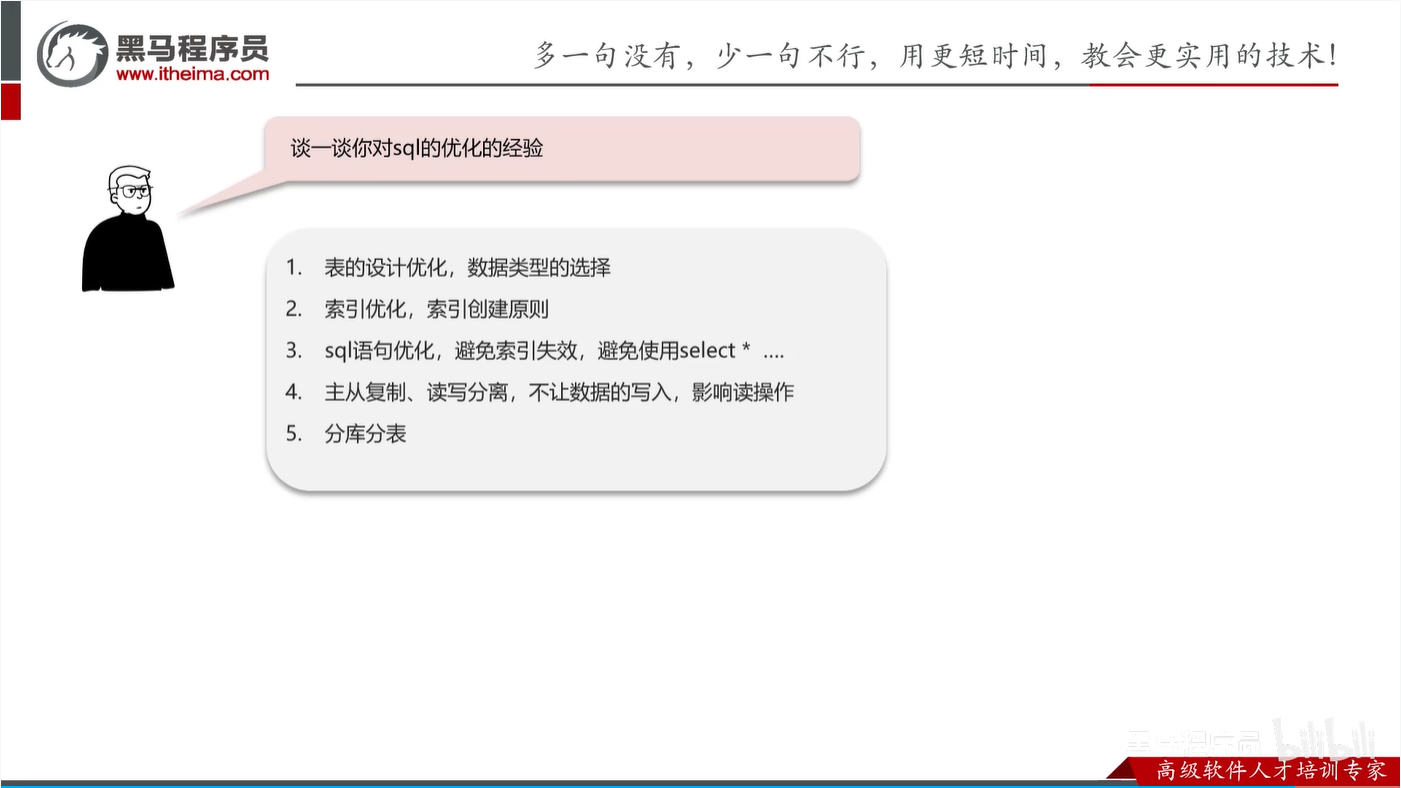 黑马程序员
www.itheima.com
多一句没有，少一句不行，用更短时间，教会更实用的技术！
谈一谈你对sql的优化的经验
1. 表的设计优化，数据类型的选择
2. 索引优化，索引创建原则
3. sql语句优化，避免索引失效，避免使用select * ....
4. 主从复制、读写分离，不让数据的写入，影响读操作
5. 分库分表
黑马程序员 bilibili
高级软件人才培训专家